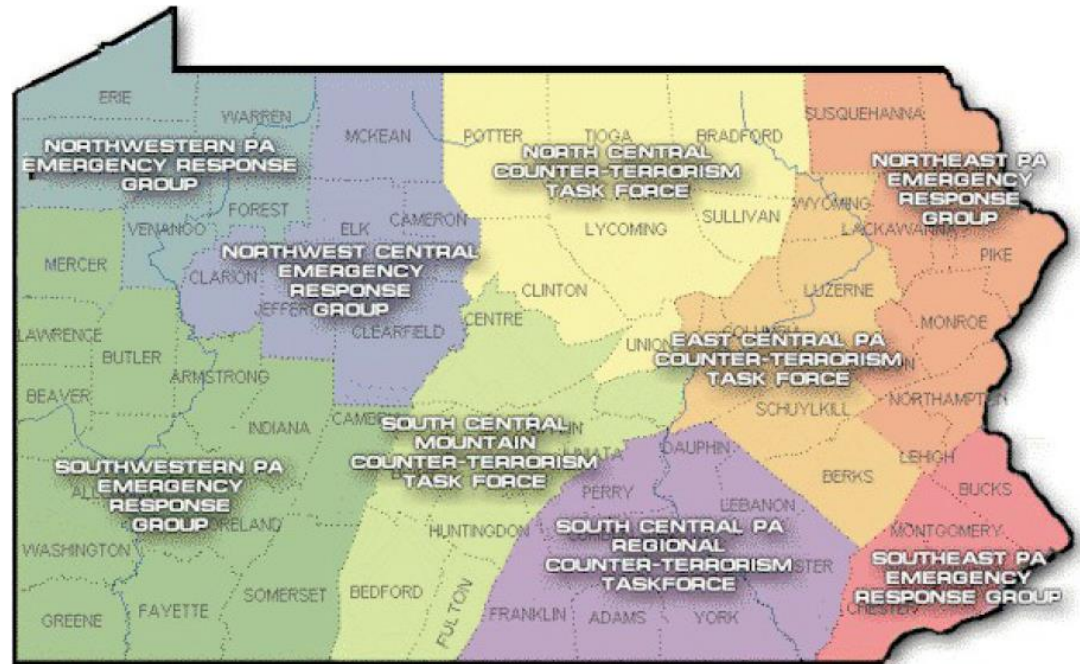 ERIE
WARREN
MCKEAN
POTTER
TIOGA
BRADFORD
SUSQUEHANNA
NORTHWESTERN PA
EMERGENCY RESPONSE
GROUP
NORTH CENTRAL
COUNTER-TERRORISM
TASK FORCE
NORTHEAST PA
EMERGENCY
RESPONSE
GROUP
VENANGO
FOREST
ELK
CAMERON
LYCOMING
SULLIVAN
WYOMING
LACKAWANNA
PIKE
MERCER
CLARION
NORTHWEST CENTRAL
EMERGENCY
RESPONSE
GROUP
JEFFER
CLEARFIELD
CLINTON
CENTRE
LUZERNE
MONROE
LAWRENCE
BUTLER
ARMSTRONG
UNION
COLUMBIA
EAST CENTRAL PA
COUNTER-TERRORISM
TASK FORCE
BEAVER
INDIANA
CAMB
SOUTH CENTRAL
MOUNTAIN
COUNTER-TERRORISM
TASK FORCE
SCHUYLKILL
NORTHAMPTON
SOUTHWESTERN PA
EMERGENCY
RESPONSE
GROUP
DAUPHIN
BERKS
LEHIGH
BUCKS
PERRY
LEBANON
MONTGOMERY
WASHINGTON
HUNTINGDON
SOUTH CENTRAL PA
REGIONAL
COUNTER-TERRORISM
TASKFORCE
SOUTHEAST PA
EMERGENCY
RESPONSE GROUP
GREENE
FAYETTE
SOMERSET
BEDFORD
FULTON
FRANKLIN
ADAMS
YORK
CHESTER